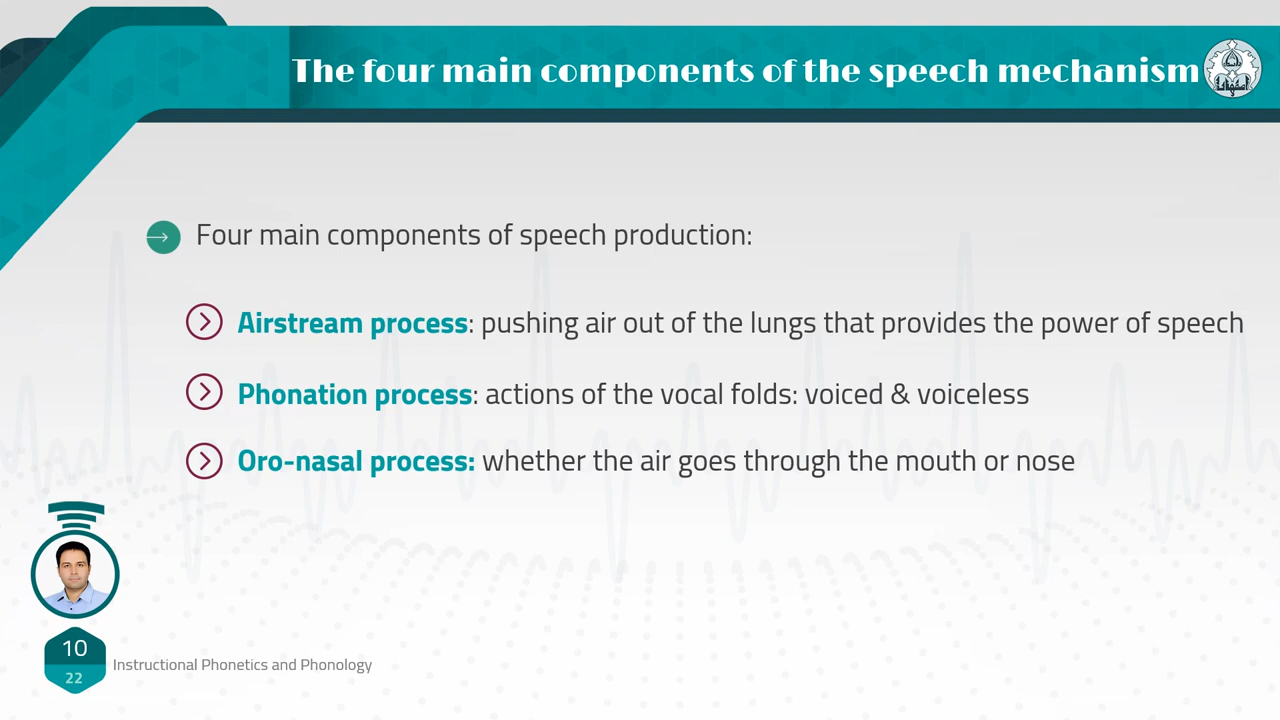 The four main components of the speech mechanism
Four main components of speech production:
Airstream process: pushing air out of the lungs that provides the power of speech
Phonation process: actions of the vocal folds: voiced & voiceless
Oro-nasal process: whether the air goes through the mouth or nose
10
22
Instructional Phonetics and Phonology